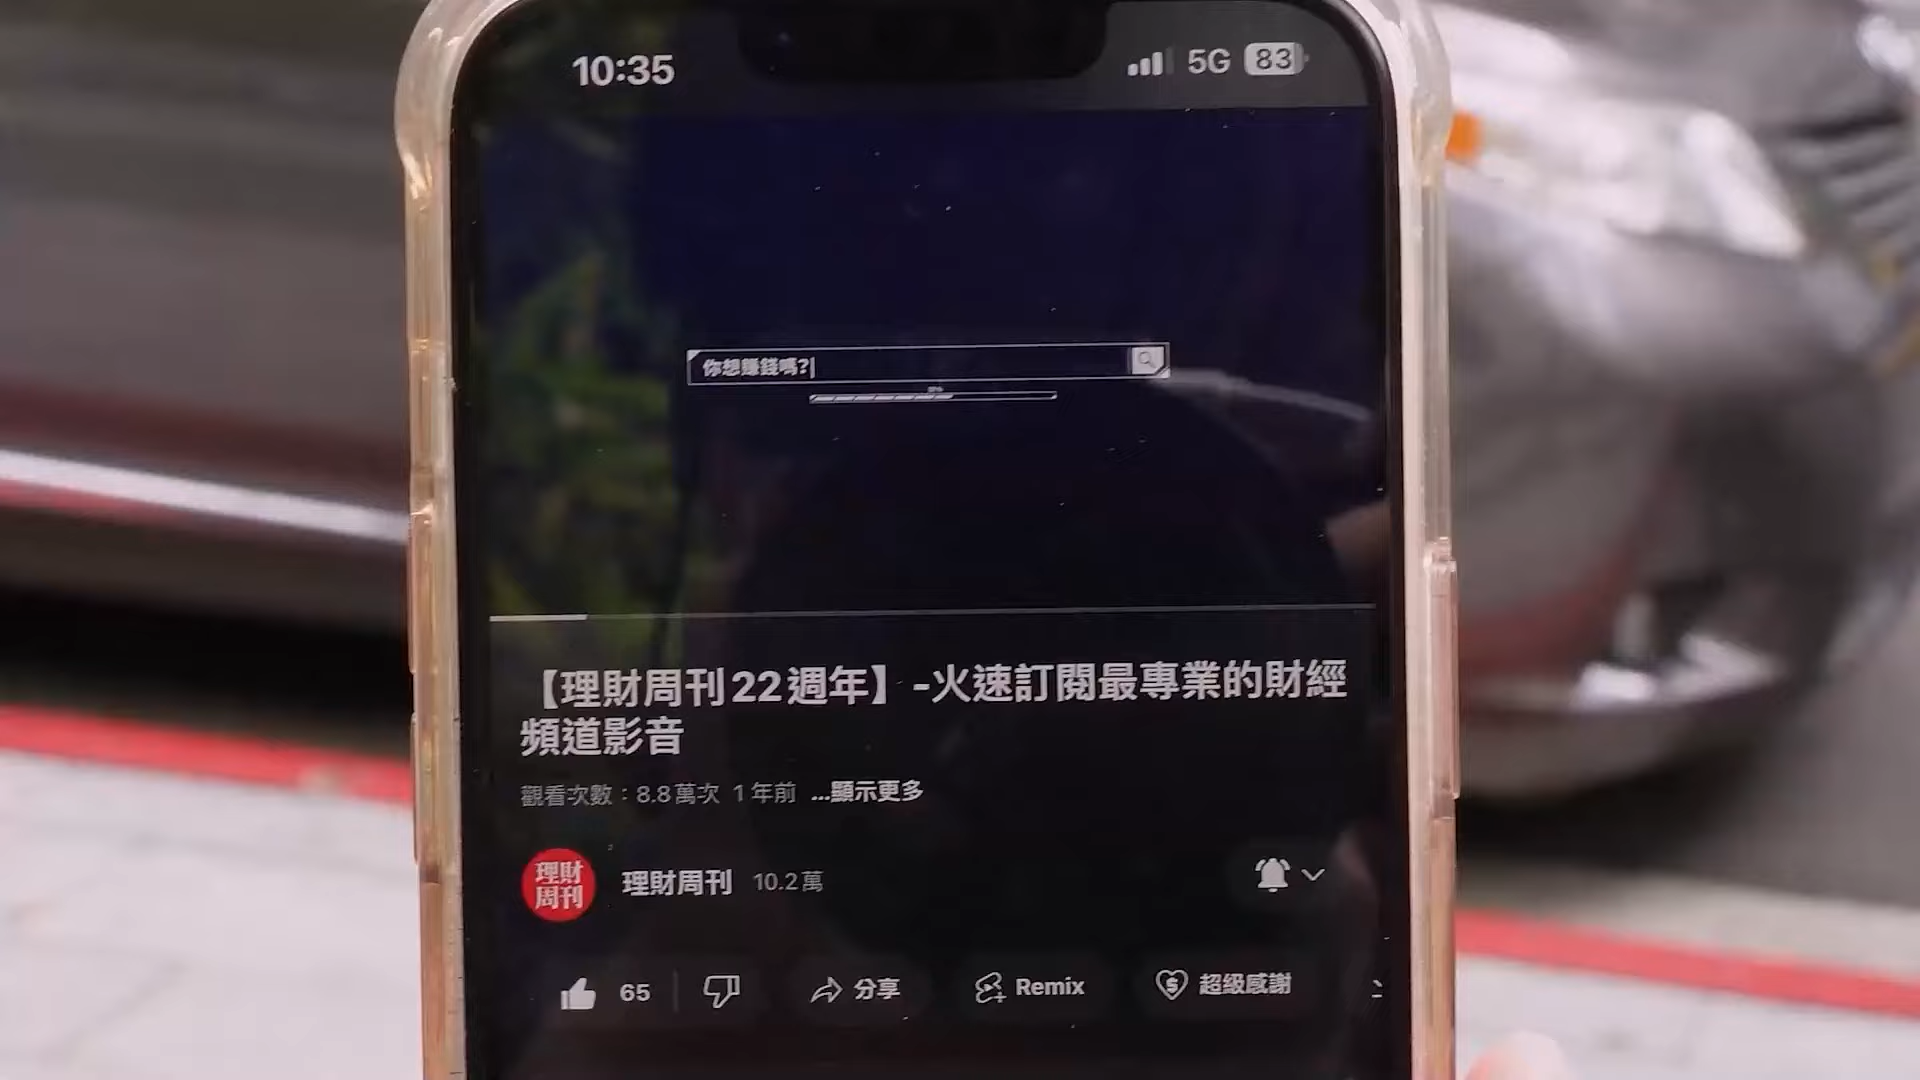 10:35
5G 83
你想賺錢嗎?
【理財周刊22週年】-火速訂閱最專業的財經
頻道影音
觀看次數：8.8萬次 1年前 ...顯示更多
理財
周刊
理財周刊 10.2萬
65 分享 Remix 超級感謝